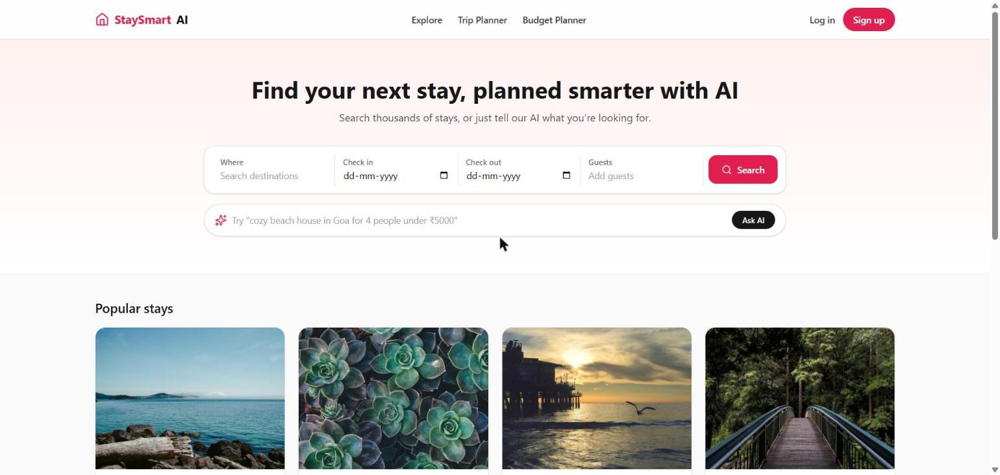 StaySmart AI
Explore
Trip Planner
Budget Planner
Log in
Sign up
Find your next stay, planned smarter with AI
Search thousands of stays, or just tell our AI what you're looking for.
Where
Search destinations
Check in
dd-mm-yyyy
Check out
dd-mm-yyyy
Guests
Add guests
Search
Try "cozy beach house in Goa for 4 people under ₹5000"
Ask AI
Popular stays